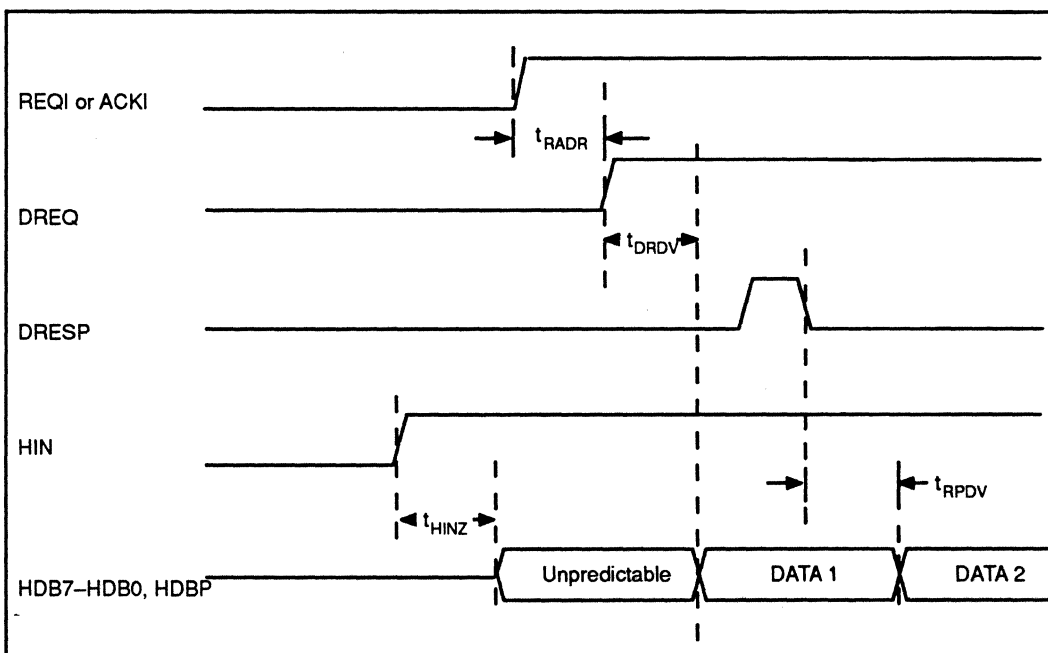 REQI or ACKI
tRADR
DREQ
tDRDV
DRESP
HIN
tRPDV
tHINZ
HDB7–HDB0, HDBP
Unpredictable
DATA 1
DATA 2